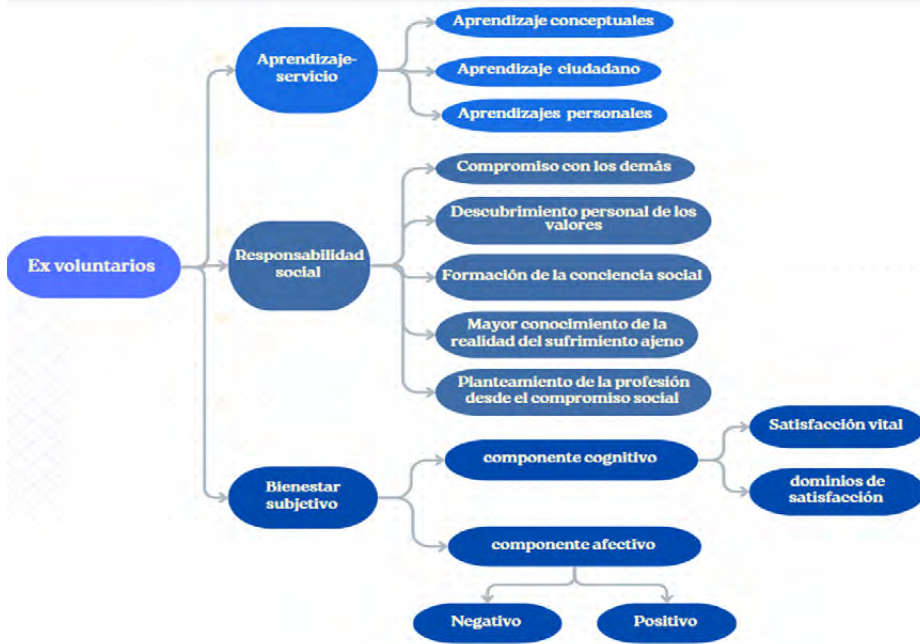 Ex voluntarios
Aprendizaje-
servicio
Aprendizaje conceptuales
Aprendizaje ciudadano
Aprendizajes personales
Responsabilidad
social
Compromiso con los demás
Descubrimiento personal de los
valores
Formación de la conciencia social
Mayor conocimiento de la
realidad del sufrimiento ajeno
Planteamiento de la profesión
desde el compromiso social
Bienestar
subjetivo
componente cognitivo
Satisfacción vital
dominios de
satisfacción
componente afectivo
Negativo
Positivo